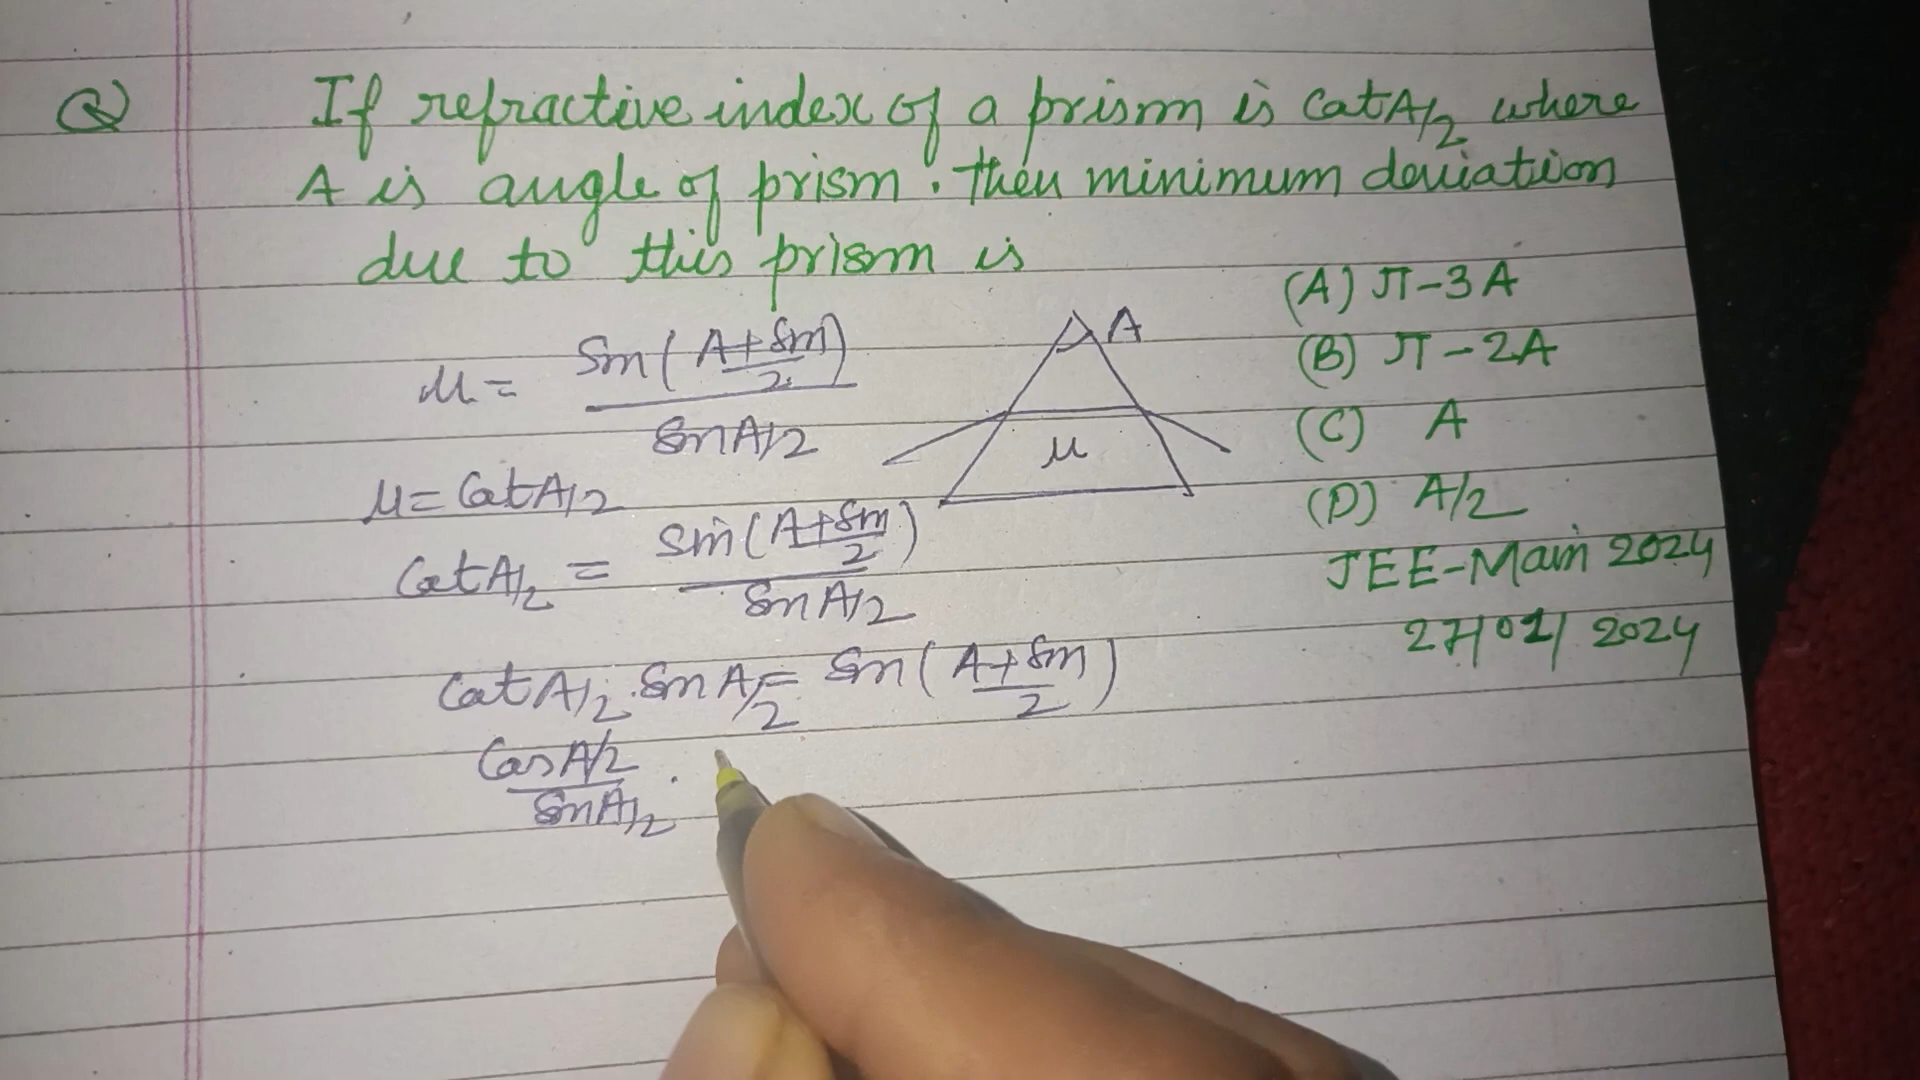 Q If refractive index of a prism is Cot A/2 where
A is angle of prism. Then minimum deviation
due to this prism is
(A) π-3A
(B) π-2A
(C) A
(D) A/2
JEE-Main 2024
27/01/2024
A
μ
μ = Sin(A+δm/2) / Sin A/2
μ = Cot A/2
Cot A/2 = Sin(A+δm/2) / Sin A/2
Cot A/2 . Sin A/2 = Sin(A+δm/2)
Cos A/2 / Sin A/2 .